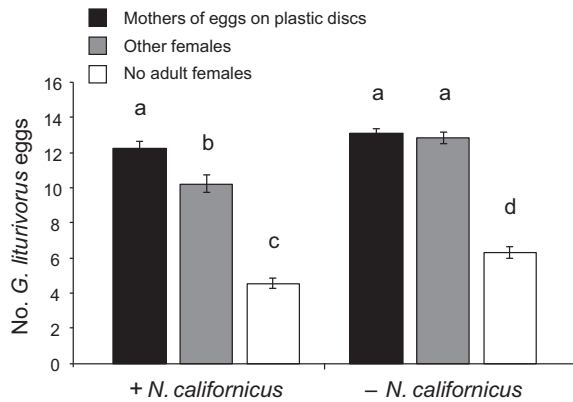 Mothers of eggs on plastic discs
Other females
No adult females
No. G. liturivorus eggs
16
14
12
10
8
6
4
2
0
a
b
c
a
a
d
+ N. californicus
– N. californicus